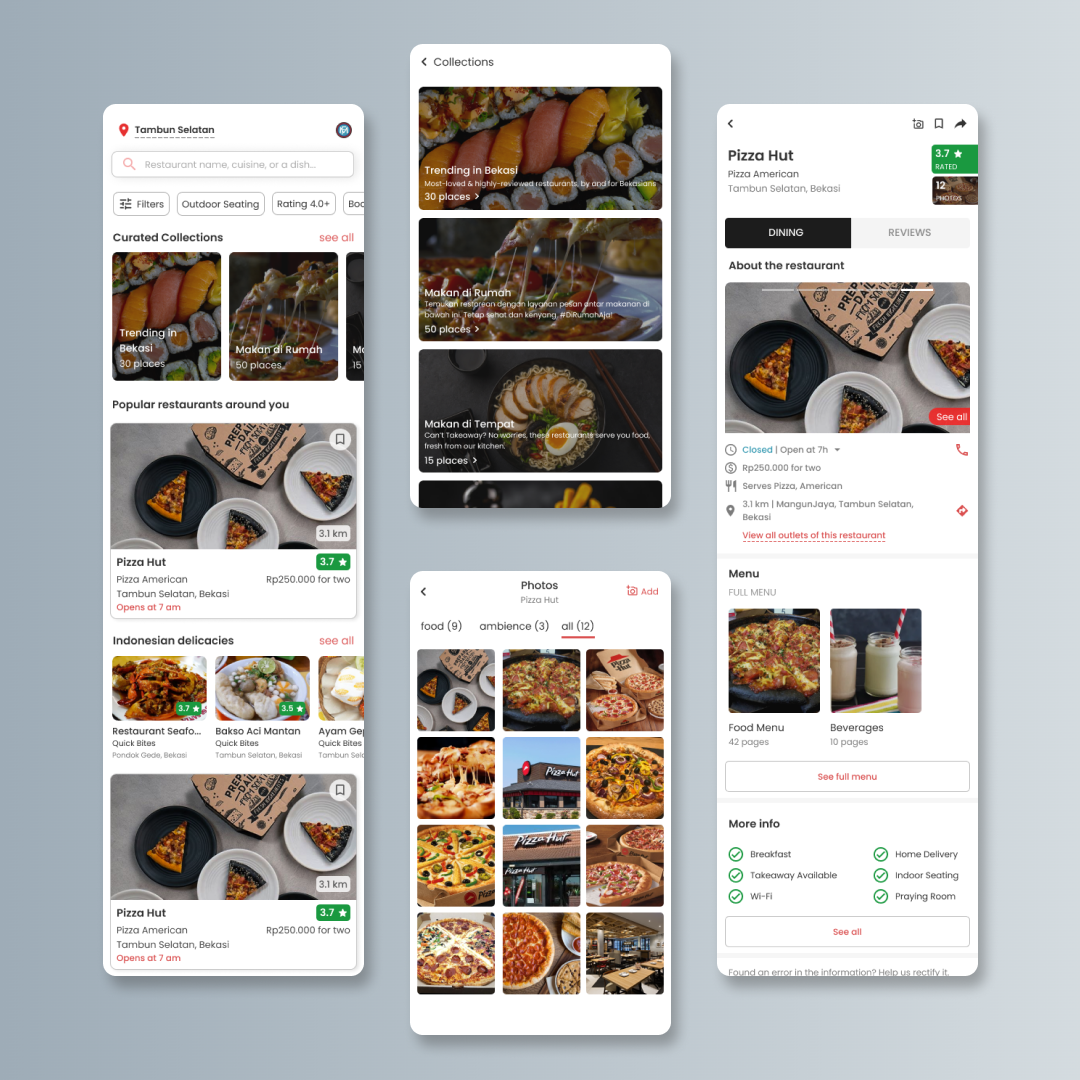 Tambun Selatan
Restaurant name, cuisine, or a dish...
Filters
Outdoor Seating
Rating 4.0+
Boo
Curated Collections
see all
Trending in
Bekasi
30 places
Makan di Rumah
50 places
Ma
15
Popular restaurants around you
3.1 km
Pizza Hut
3.7
Pizza American
Rp250.000 for two
Tambun Selatan, Bekasi
Opens at 7 am
Indonesian delicacies
see all
3.7
3.5
Restaurant Seafo...
Bakso Aci Mantan
Ayam Gep
Quick Bites
Quick Bites
Quick Bites
Pondok Gede, Bekasi
Tambun Selatan, Bekasi
Tambun Sela
3.1 km
Pizza Hut
3.7
Pizza American
Rp250.000 for two
Tambun Selatan, Bekasi
Opens at 7 am
Collections
Trending in Bekasi
Most-loved & highly-reviewed restaurants, by and for Bekasians
30 places
Makan di Rumah
Temukan restoprean dengan layanan pesan antar makanan di
bawah ini. Tetap sehat dan kenyang, #DiRumahAja!
50 places
Makan di Tempat
Can't Takeaway? No worries, these restaurants serve you food,
fresh from our kitchen.
15 places
Photos
Pizza Hut
Add
food (9)
ambience (3)
all (12)
Pizza Hut
Pizza Hut
Pizza Hut
Pizza Hut
3.7
RATED
Pizza American
Tambun Selatan, Bekasi
12
PHOTOS
DINING
REVIEWS
About the restaurant
See all
Closed | Open at 7h
Rp250.000 for two
Serves Pizza, American
3.1 km | MangunJaya, Tambun Selatan,
Bekasi
View all outlets of this restaurant
Menu
FULL MENU
Food Menu
Beverages
42 pages
10 pages
See full menu
More info
Breakfast
Home Delivery
Takeaway Available
Indoor Seating
Wi-Fi
Praying Room
See all
Found an error in the information? Help us rectify it.